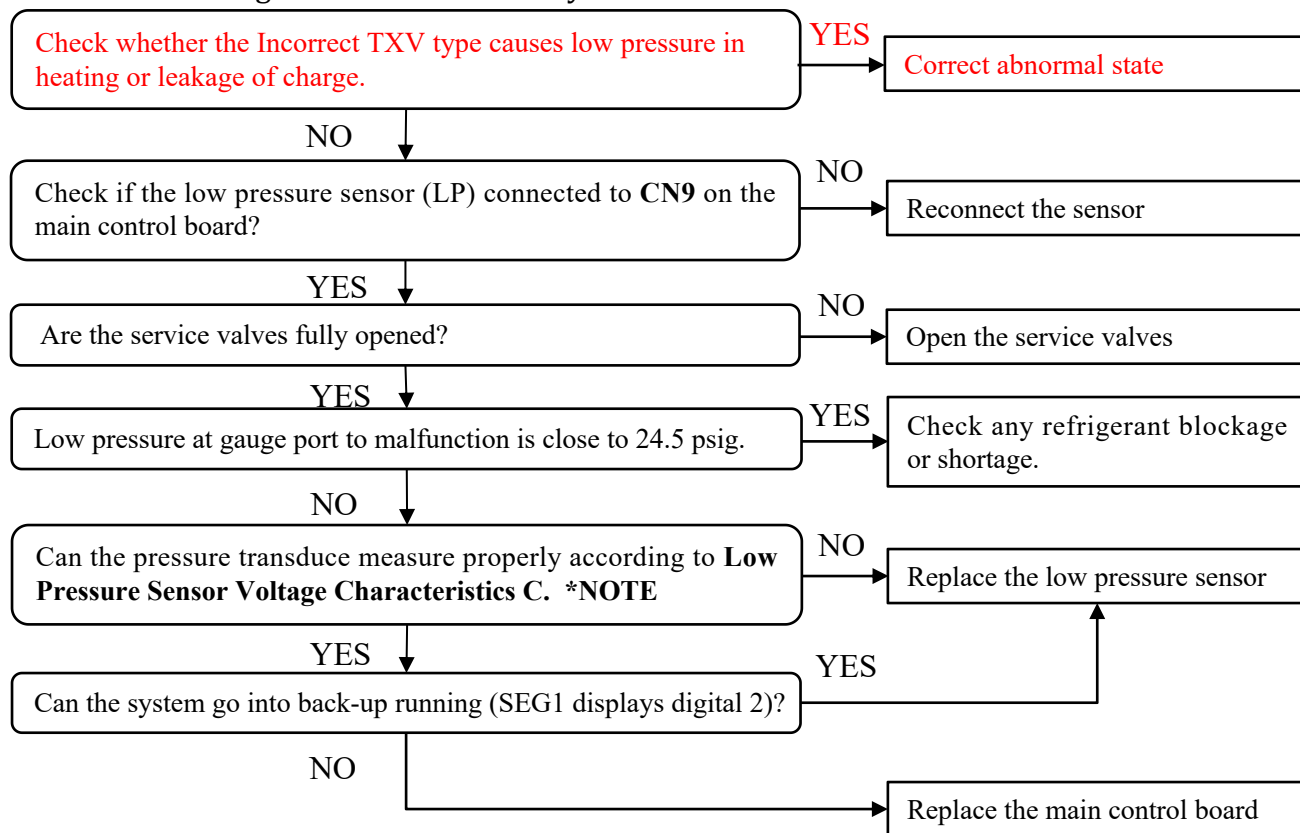 Check whether the Incorrect TXV type causes low pressure in
heating or leakage of charge.
YES
Correct abnormal state
NO
Check if the low pressure sensor (LP) connected to CN9 on the
main control board?
NO
Reconnect the sensor
YES
Are the service valves fully opened?
NO
Open the service valves
YES
Low pressure at gauge port to malfunction is close to 24.5 psig.
YES
Check any refrigerant blockage
or shortage.
NO
Can the pressure transduce measure properly according to Low
Pressure Sensor Voltage Characteristics C. *NOTE
NO
Replace the low pressure sensor
YES
Can the system go into back-up running (SEG1 displays digital 2)?
YES
NO
Replace the main control board